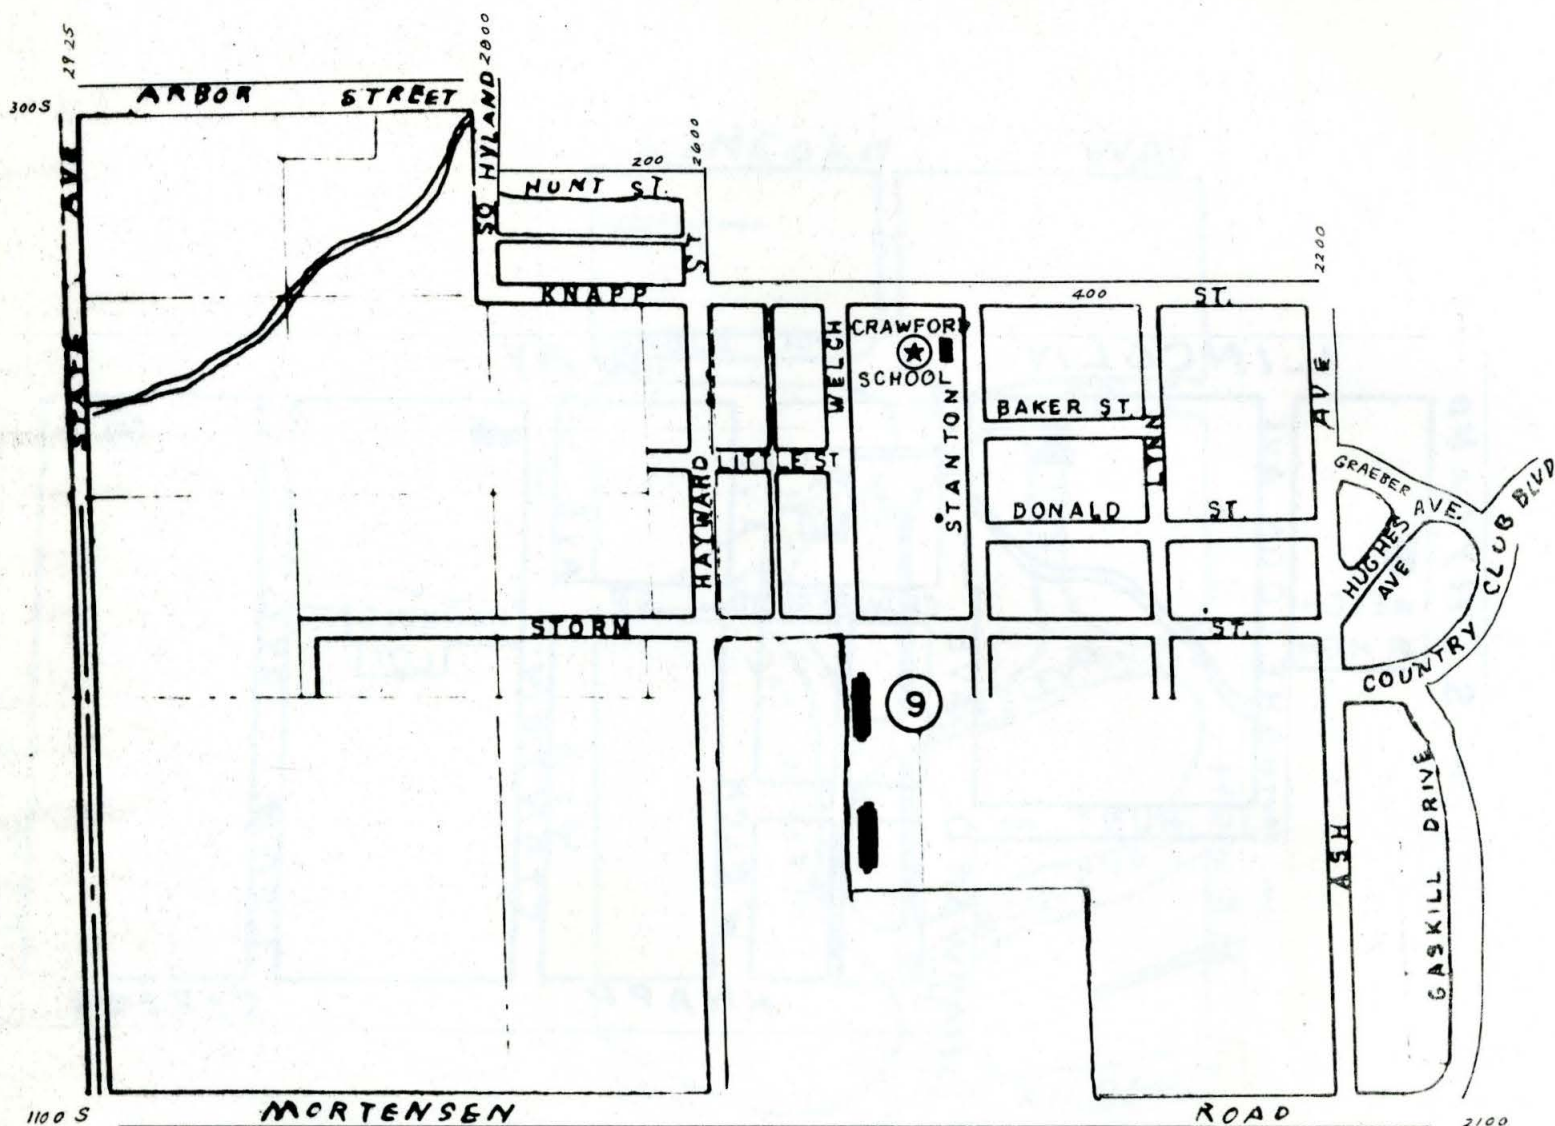 2925
2800
300S
ARBOR STREET
SO HYLAND
2600
200
HUNT ST.
ST
2200
KNAPP
400
ST.
STATE AVE
CRAWFORD
SCHOOL
WELCH
STANTON
BAKER ST.
LYNN
AVE
HAYWARD
ST
DONALD ST.
GRAEBER AVE.
HUGHES AVE
COUNTRY CLUB BLVD
STORM ST.
9
ASH
GASKILL DRIVE
1100 S
MORTENSEN ROAD
2100